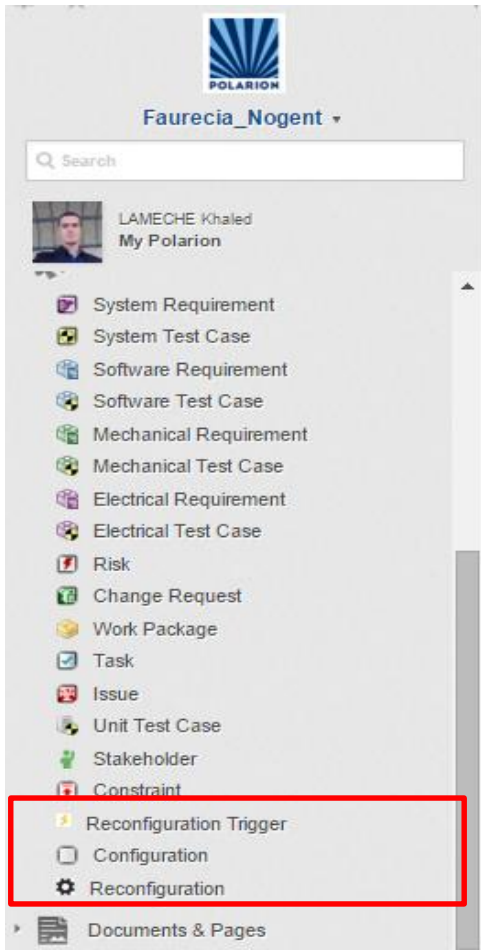 POLARION
Faurecia_Nogent
Search
LAMECHE Khaled
My Polarion
System Requirement
System Test Case
Software Requirement
Software Test Case
Mechanical Requirement
Mechanical Test Case
Electrical Requirement
Electrical Test Case
Risk
Change Request
Work Package
Task
Issue
Unit Test Case
Stakeholder
Constraint
Reconfiguration Trigger
Configuration
Reconfiguration
Documents & Pages